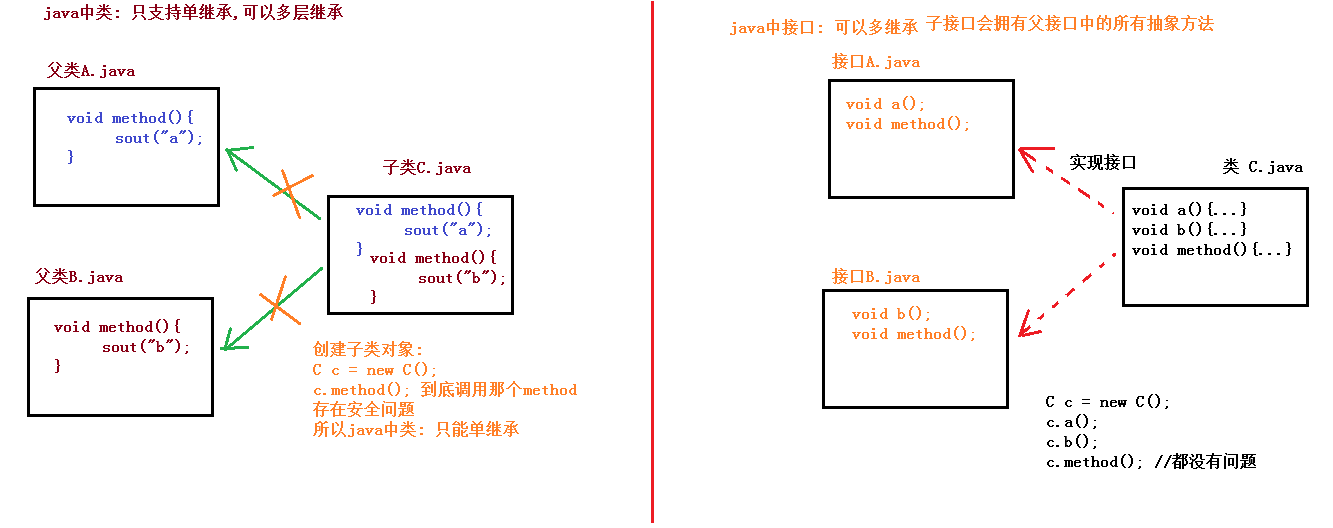 java中类: 只支持单继承,可以多层继承
父类A.java
void method(){
sout("a");
}
子类C.java
void method(){
sout("a");
}
void method(){
sout("b");
}
父类B.java
void method(){
sout("b");
}
创建子类对象:
C c = new C();
c.method(); 到底调用那个method
存在安全问题
所以java中类: 只能单继承
java中接口: 可以多继承 子接口会拥有父接口中的所有抽象方法
接口A.java
void a();
void method();
实现接口
类 C.java
void a(){...}
void b(){...}
void method(){...}
接口B.java
void b();
void method();
C c = new C();
c.a();
c.b();
c.method(); //都没有问题